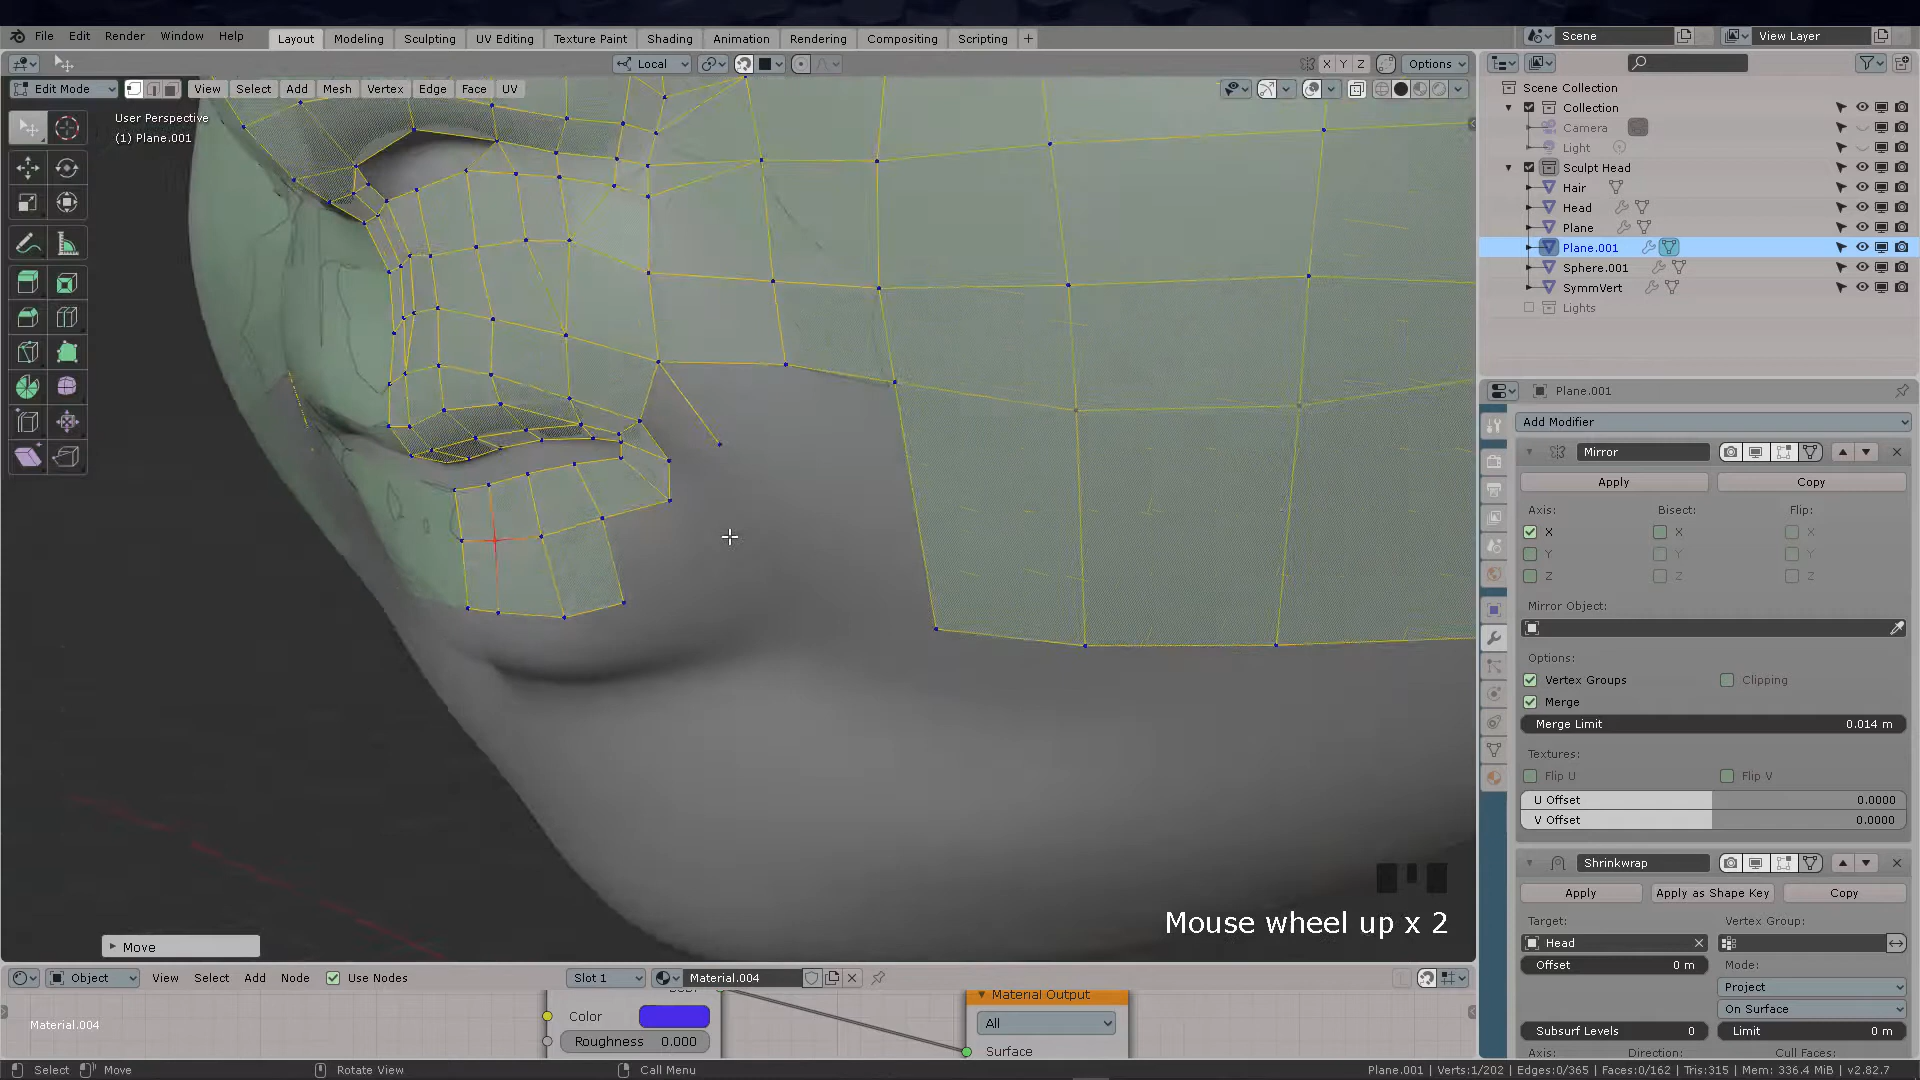 File Edit Render Window Help Layout Modeling Sculpting UV Editing Texture Paint Shading Animation Rendering Compositing Scripting + Scene View Layer
Local X Y Z Options
Edit Mode View Select Add Mesh Vertex Edge Face UV
User Perspective
(1) Plane.001
Scene Collection
Collection
Camera
Light
Sculpt Head
Hair
Head
Plane
Plane.001
Sphere.001
SymmVert
Lights
Plane.001
Add Modifier
Mirror
Apply Copy
Axis: Bisect: Flip:
X X X
Y Y Y
Z Z Z
Mirror Object:
Options:
Vertex Groups Clipping
Merge
Merge Limit 0.014 m
Textures:
Flip U Flip V
U Offset 0.0000
V Offset 0.0000
Shrinkwrap
Apply Apply as Shape Key Copy
Target: Vertex Group:
Head
Offset 0 m Mode:
Project
On Surface
Subsurf Levels 0 Limit 0 m
Axis: Direction: Cull Faces:
Mouse wheel up x 2
Move
Object View Select Add Node Use Nodes Slot 1 Material.004
Material Output
Color
All
Roughness 0.000
Surface
Material.004
Select Move Rotate View Call Menu Plane.001 | Verts:1/202 | Edges:0/365 | Faces:0/162 | Tris:315 | Mem: 336.4 MiB | v2.82.7